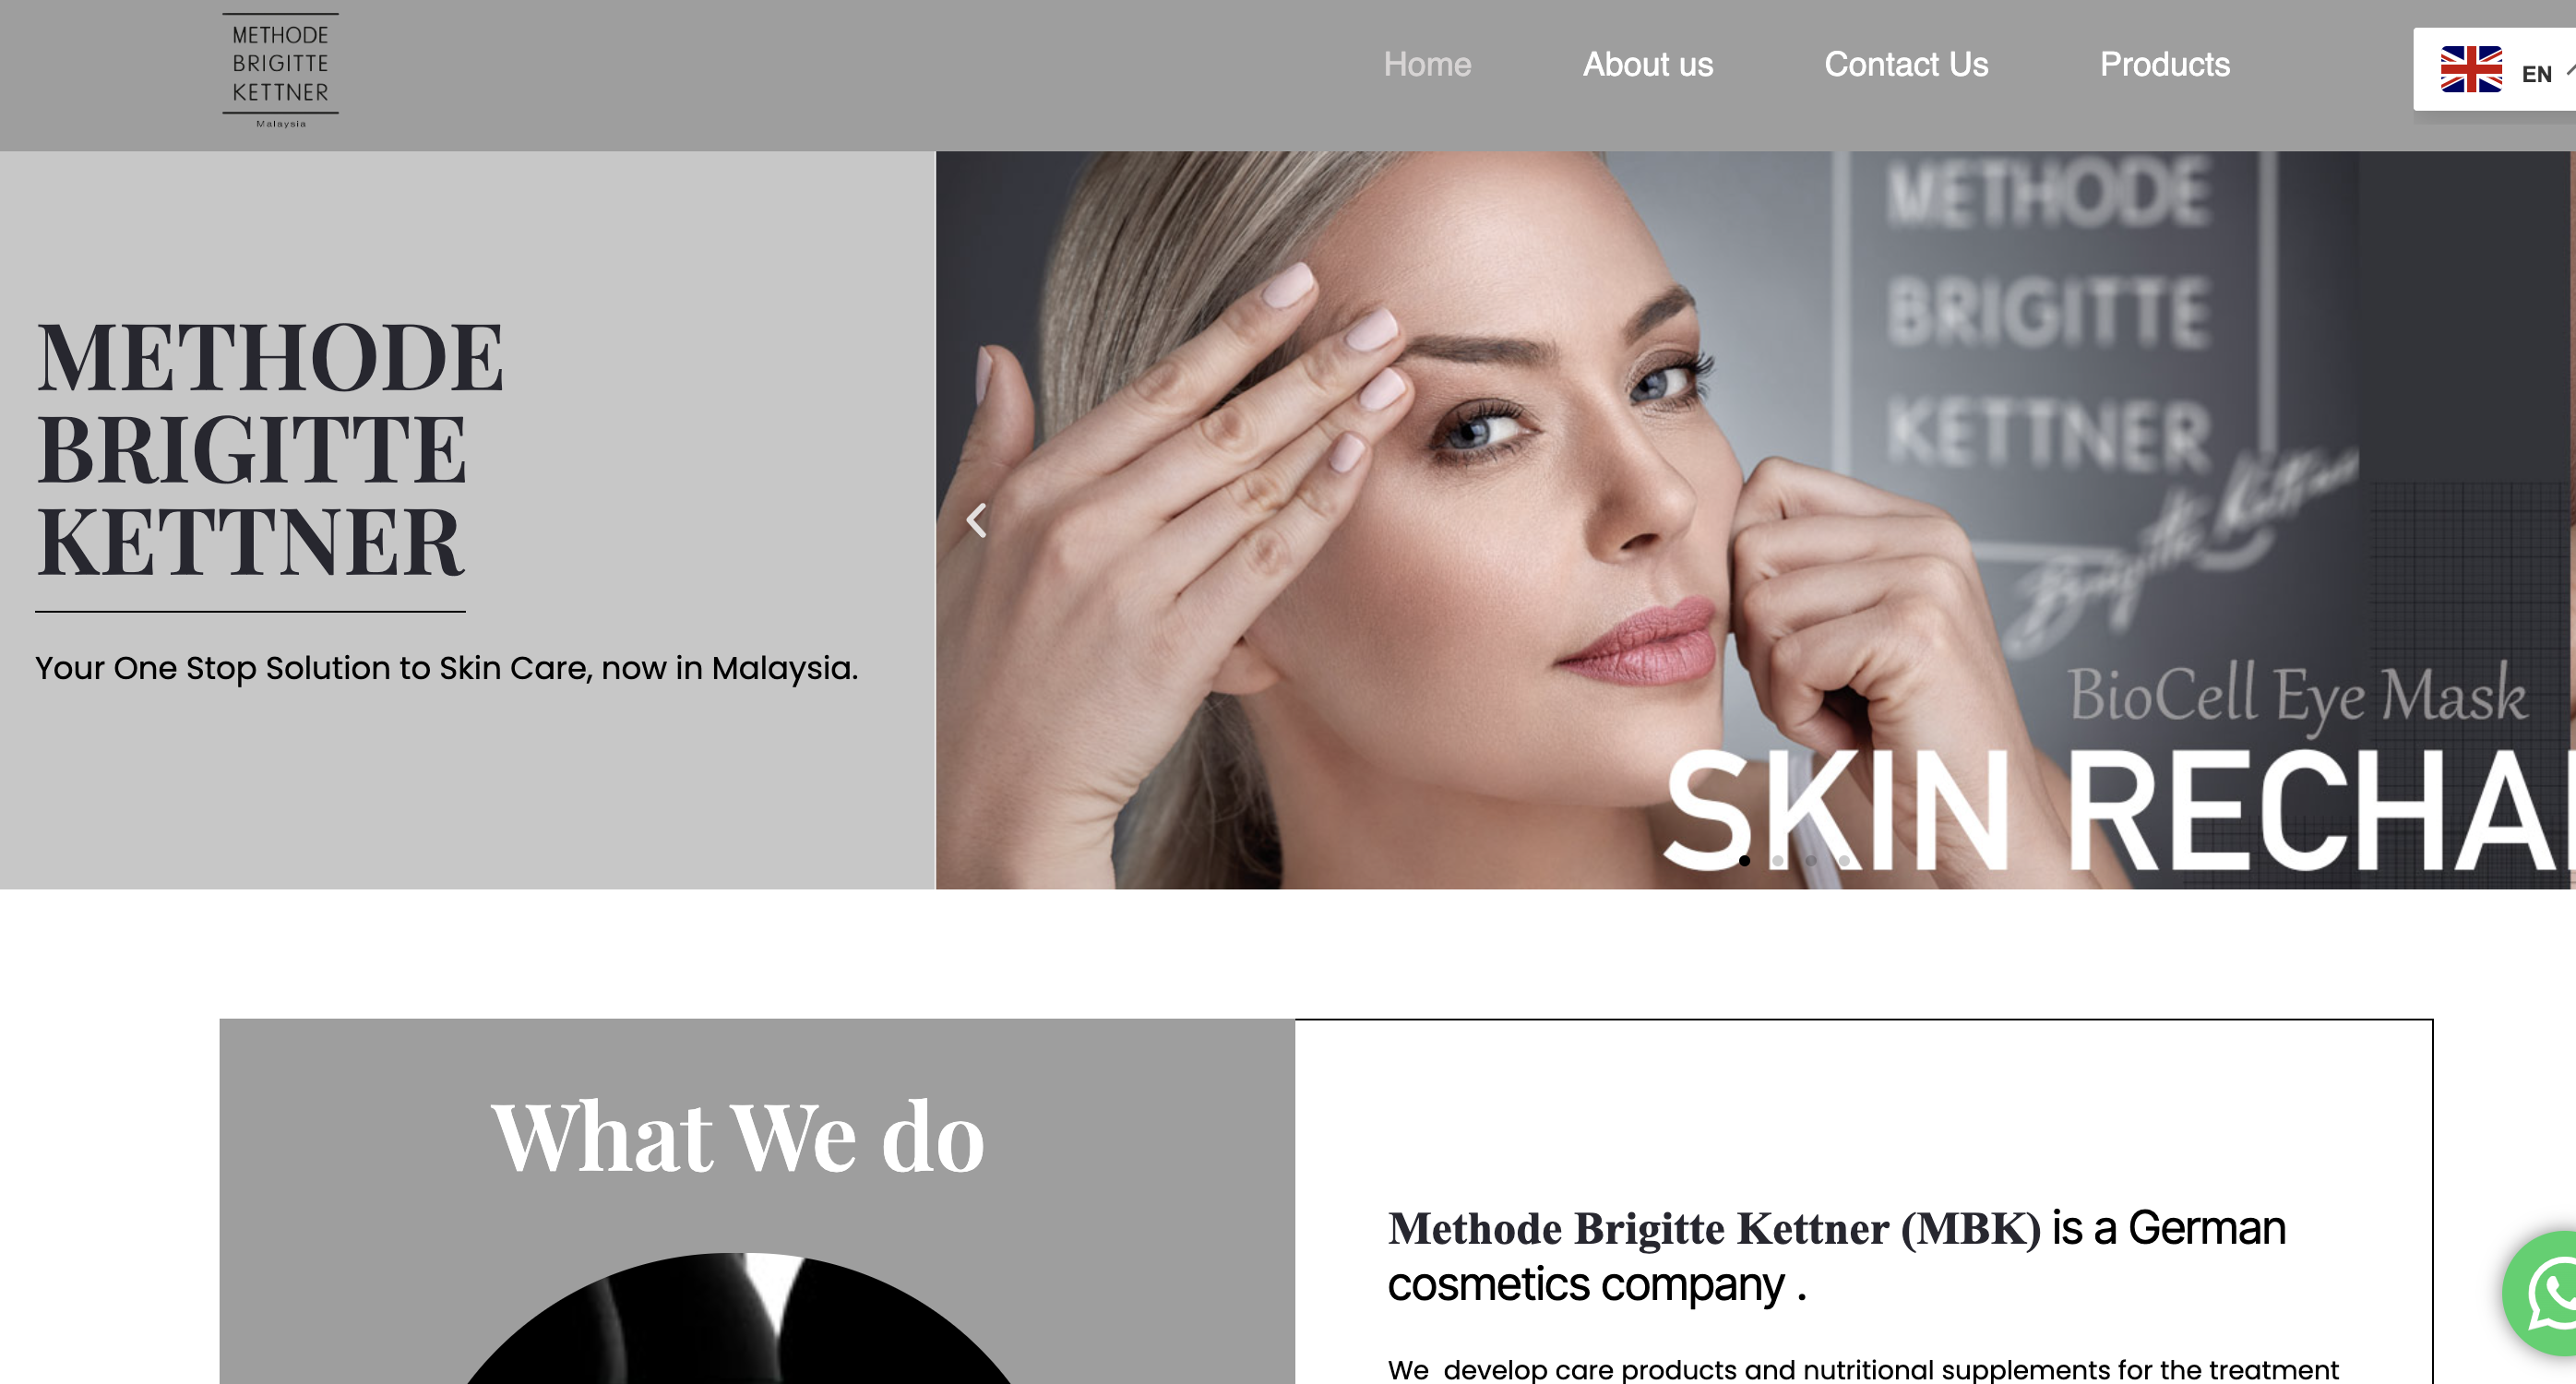 METHODE
BRIGITTE
KETTNER
Malaysia
Home
About us
Contact Us
Products
EN
METHODE
BRIGITTE
KETTNER
Your One Stop Solution to Skin Care, now in Malaysia.
METHODE
BRIGITTE
KETTNER
Brigitte Kettner
BioCell Eye Mask
SKIN
What We do
Methode Brigitte Kettner (MBK) is a German
cosmetics company .
We develop care products and nutritional supplements for the treatment